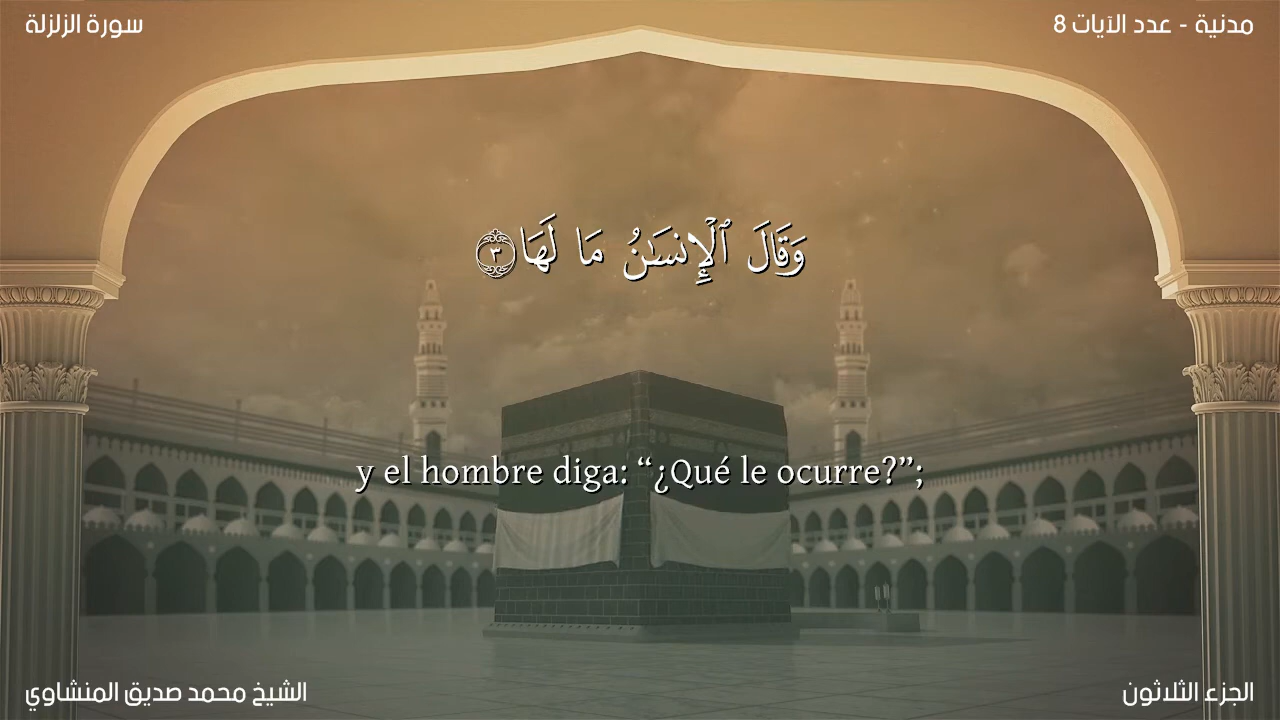 سورة الزلزلة
مدنية - عدد الآيات 8
وَقَالَ ٱلْإِنسَٰنُ مَا لَهَا ٣
y el hombre diga: “¿Qué le ocurre?”;
الشيخ محمد صديق المنشاوي
الجزء الثلاثون